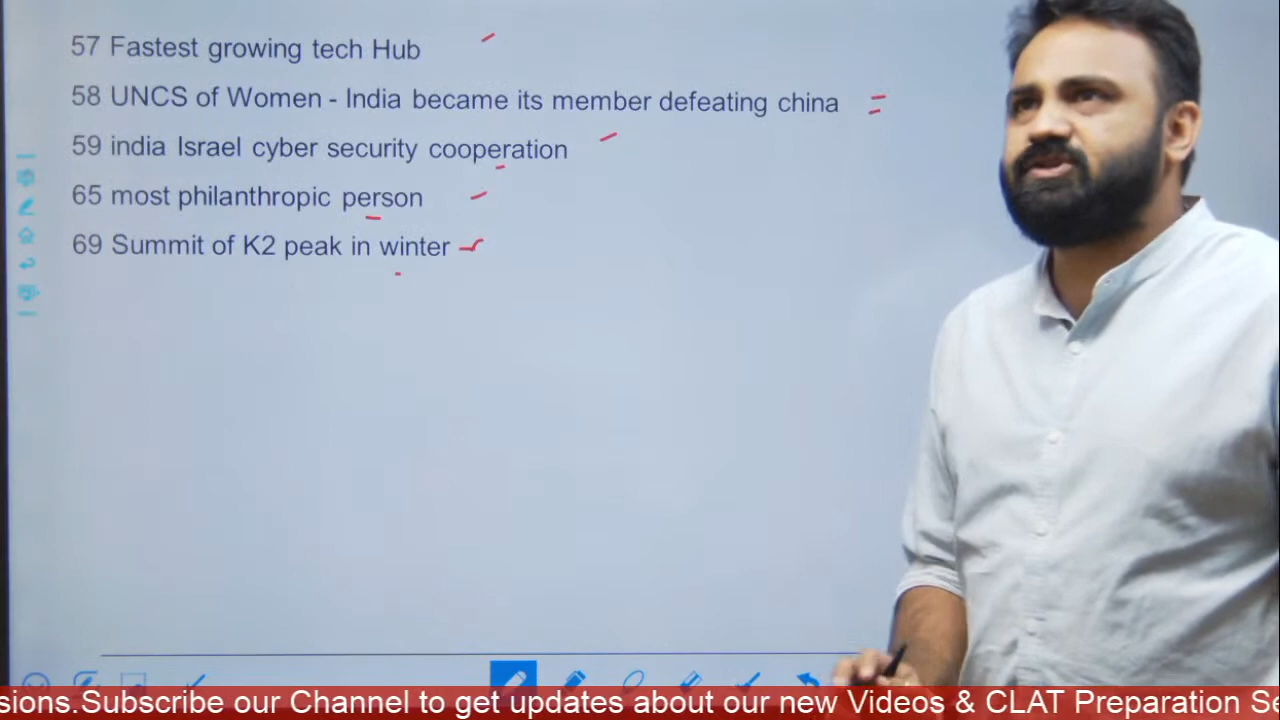 57 Fastest growing tech Hub
58 UNCS of Women - India became its member defeating china
59 india Israel cyber security cooperation
65 most philanthropic person
69 Summit of K2 peak in winter
sions.Subscribe our Channel to get updates about our new Videos & CLAT Preparation Se